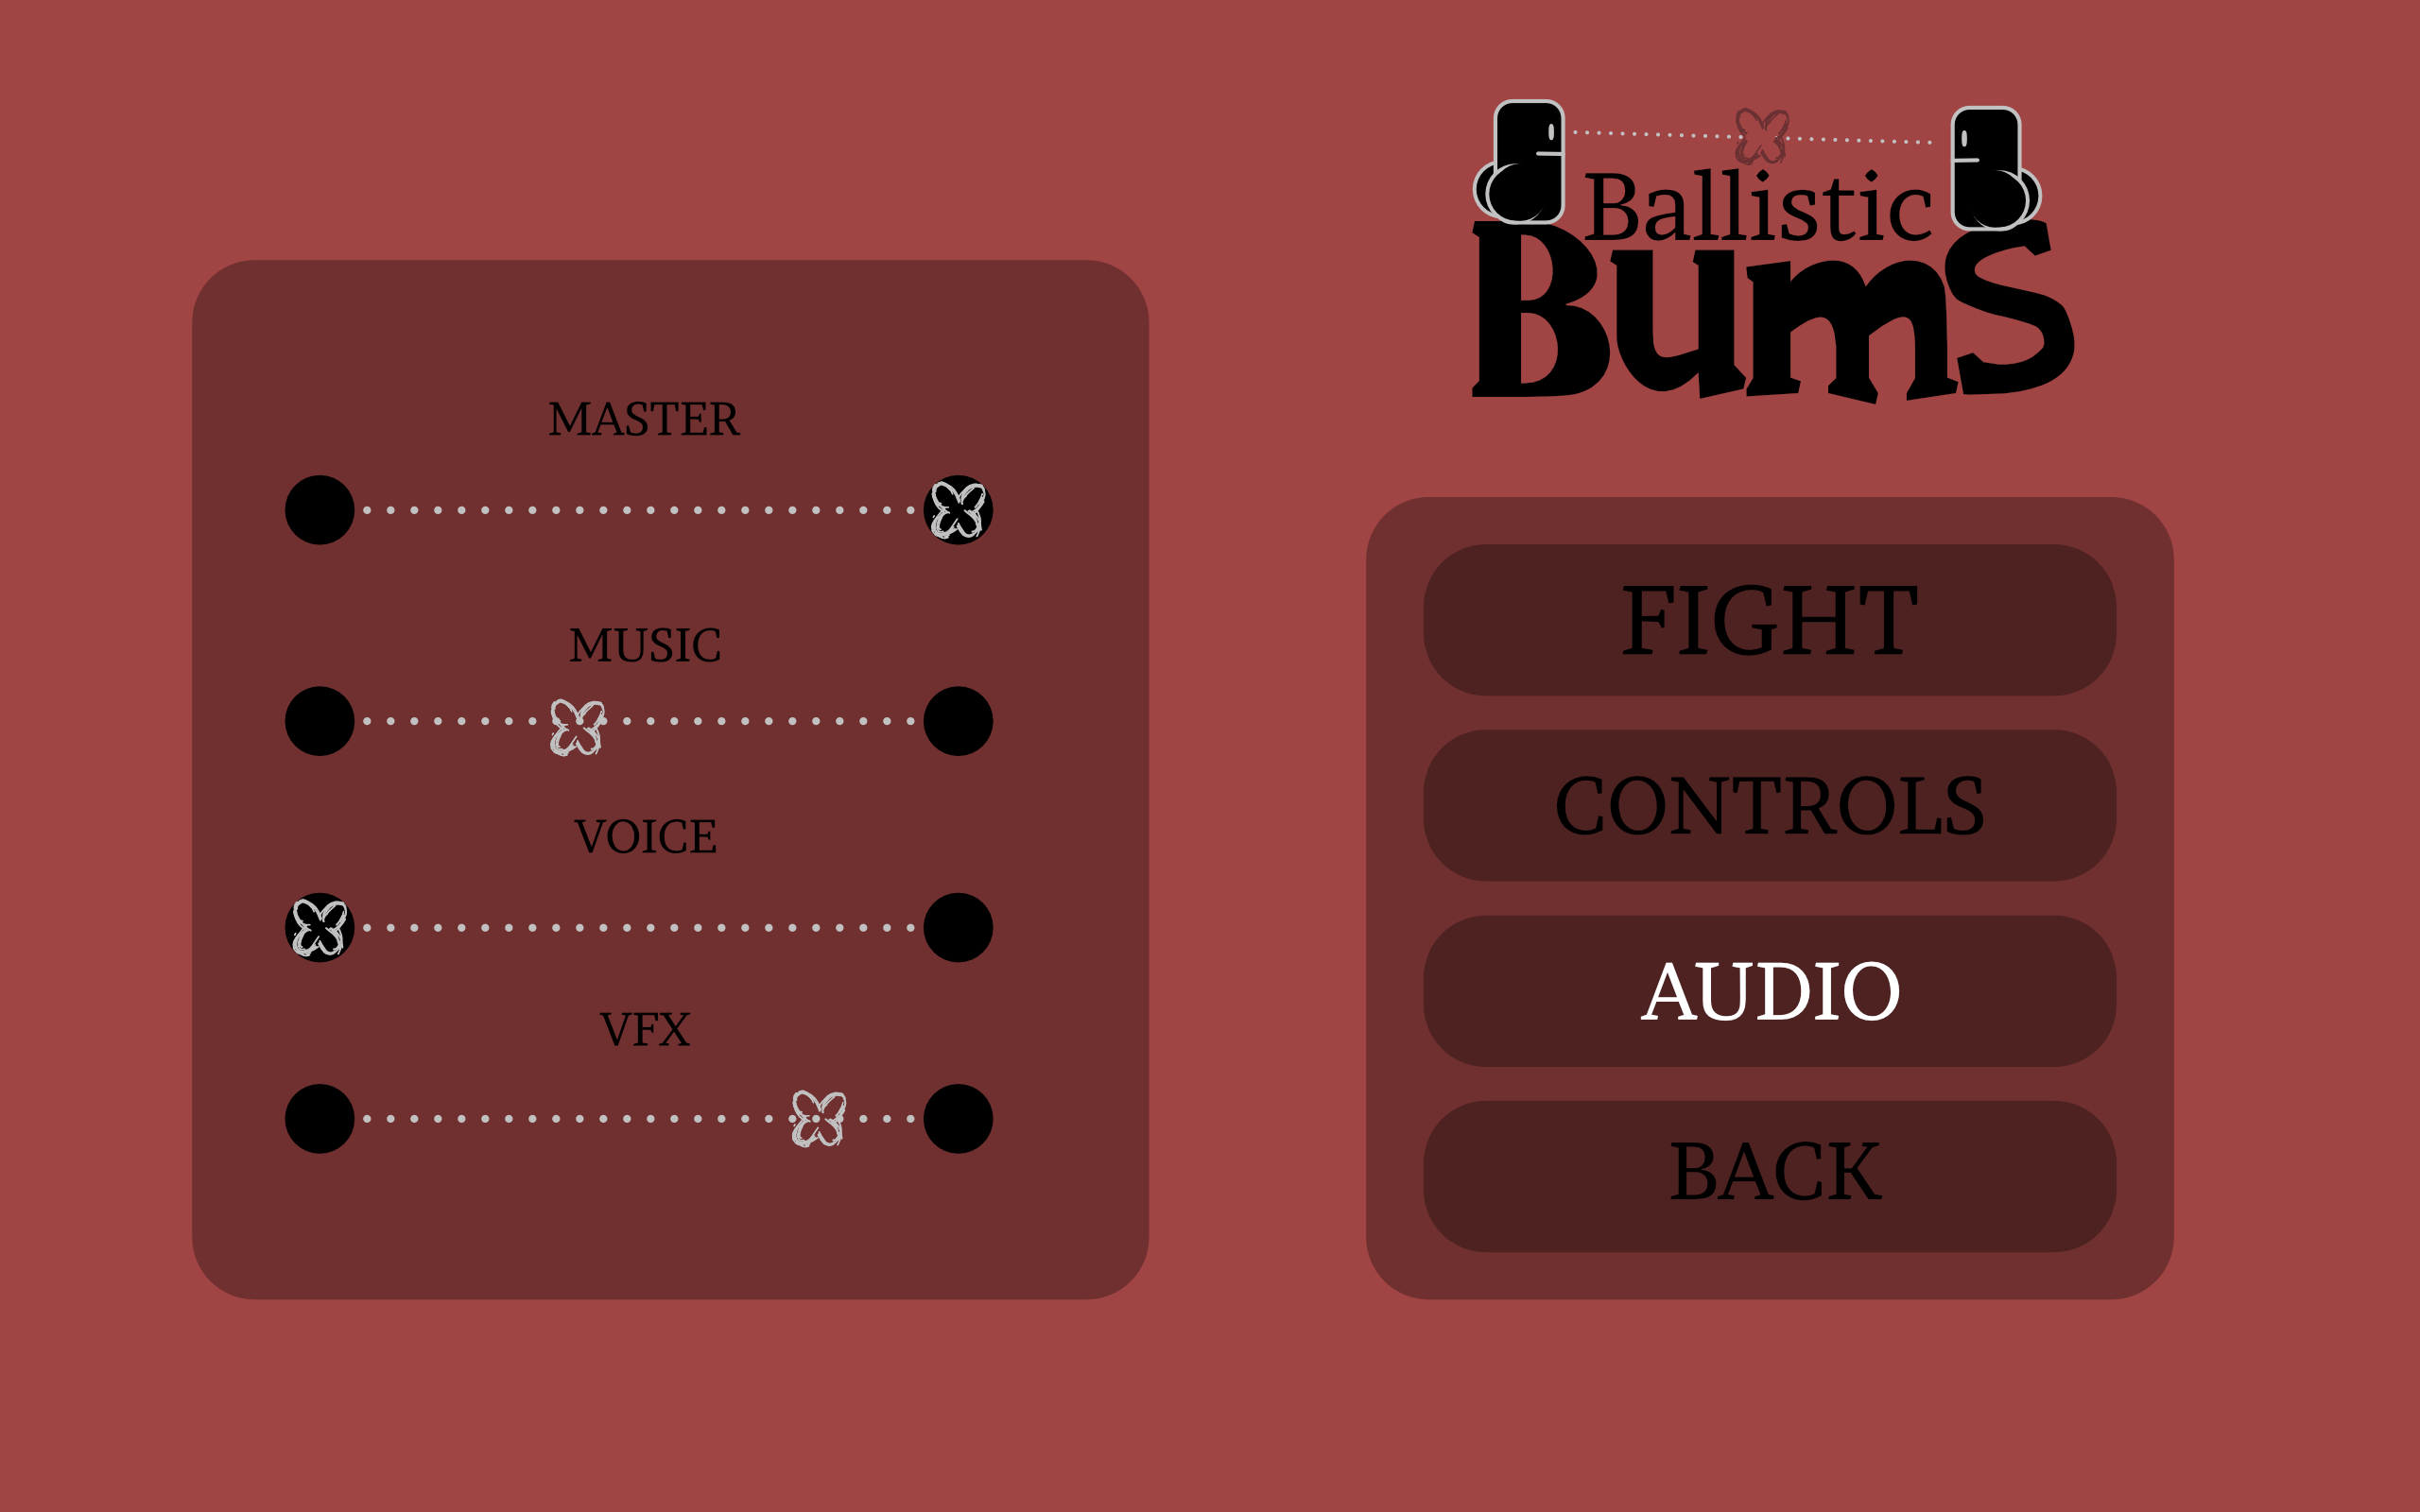 Ballistic
BumS
MASTER
MUSIC
VOICE
VFX
FIGHT
CONTROLS
AUDIO
BACK